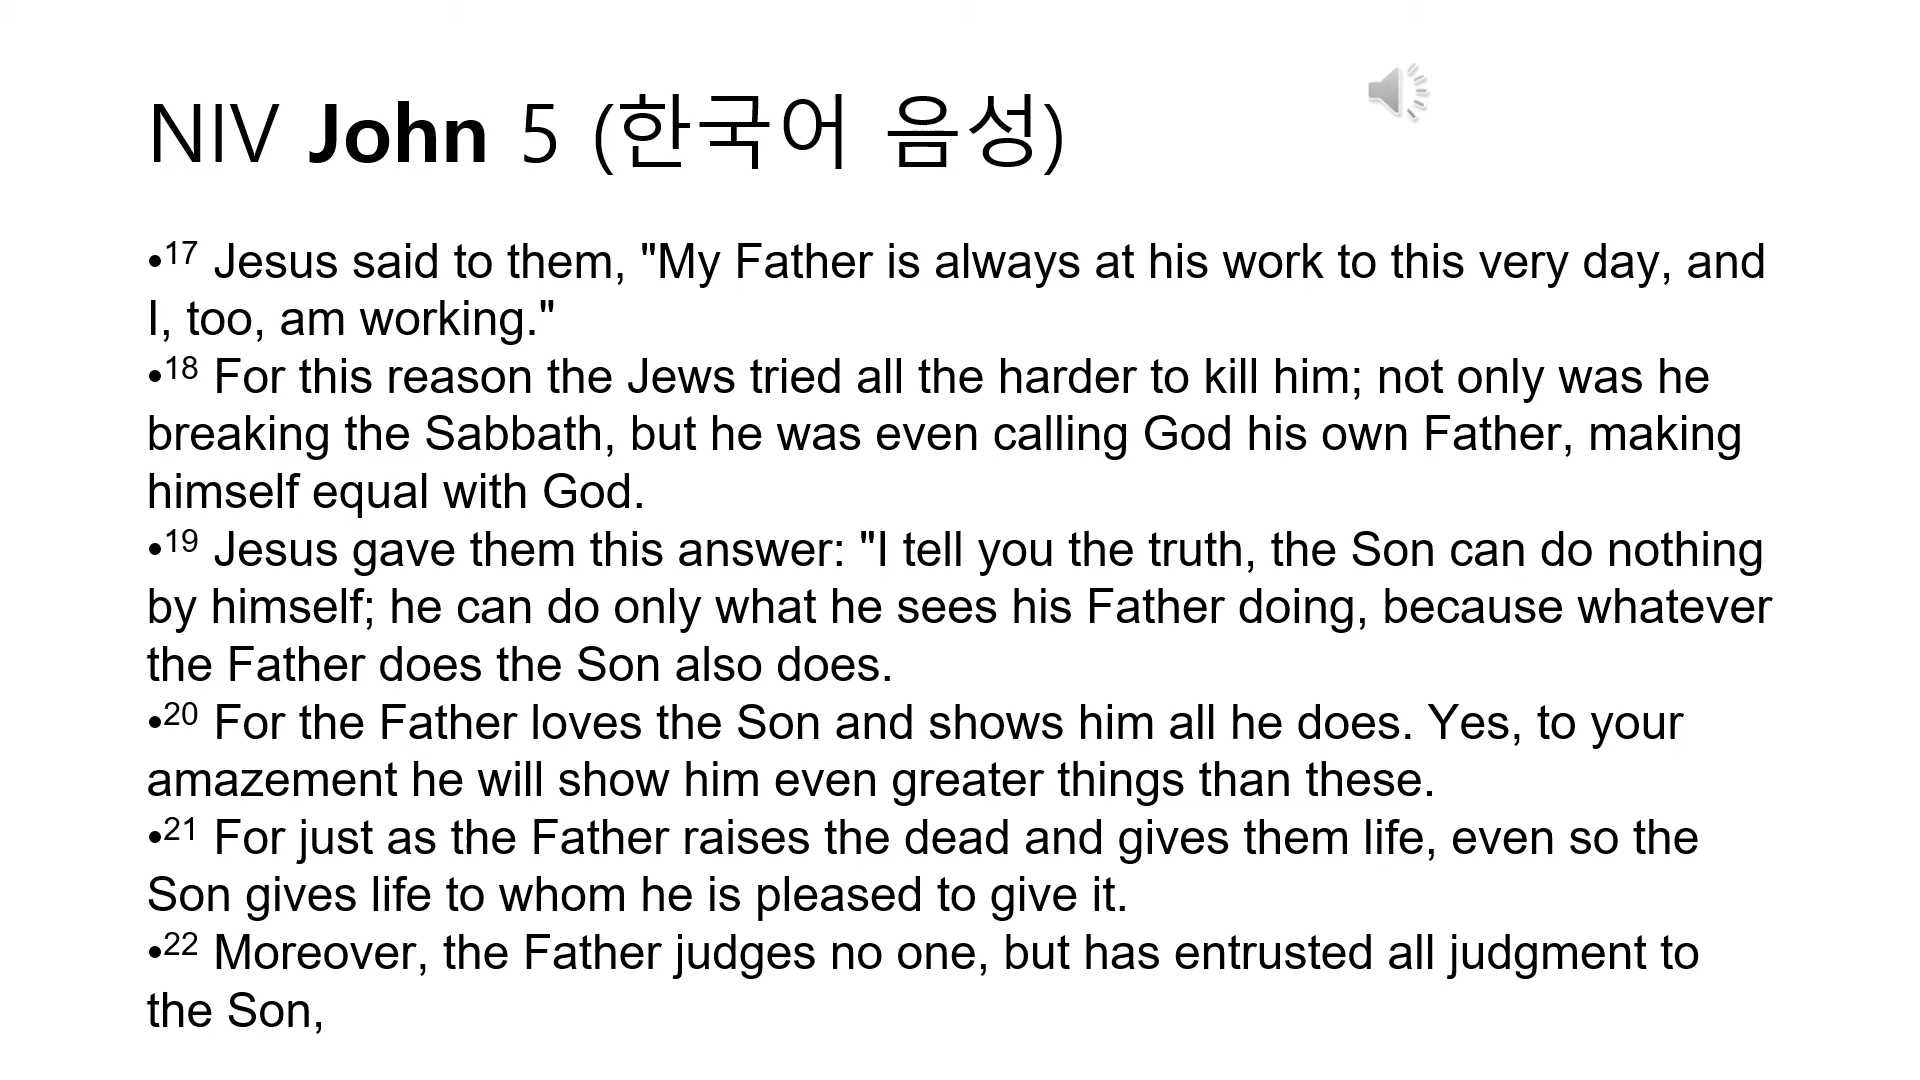 NIV John 5 (한국어 음성)
•17 Jesus said to them, "My Father is always at his work to this very day, and
I, too, am working."
•18 For this reason the Jews tried all the harder to kill him; not only was he
breaking the Sabbath, but he was even calling God his own Father, making
himself equal with God.
•19 Jesus gave them this answer: "I tell you the truth, the Son can do nothing
by himself; he can do only what he sees his Father doing, because whatever
the Father does the Son also does.
•20 For the Father loves the Son and shows him all he does. Yes, to your
amazement he will show him even greater things than these.
•21 For just as the Father raises the dead and gives them life, even so the
Son gives life to whom he is pleased to give it.
•22 Moreover, the Father judges no one, but has entrusted all judgment to
the Son,